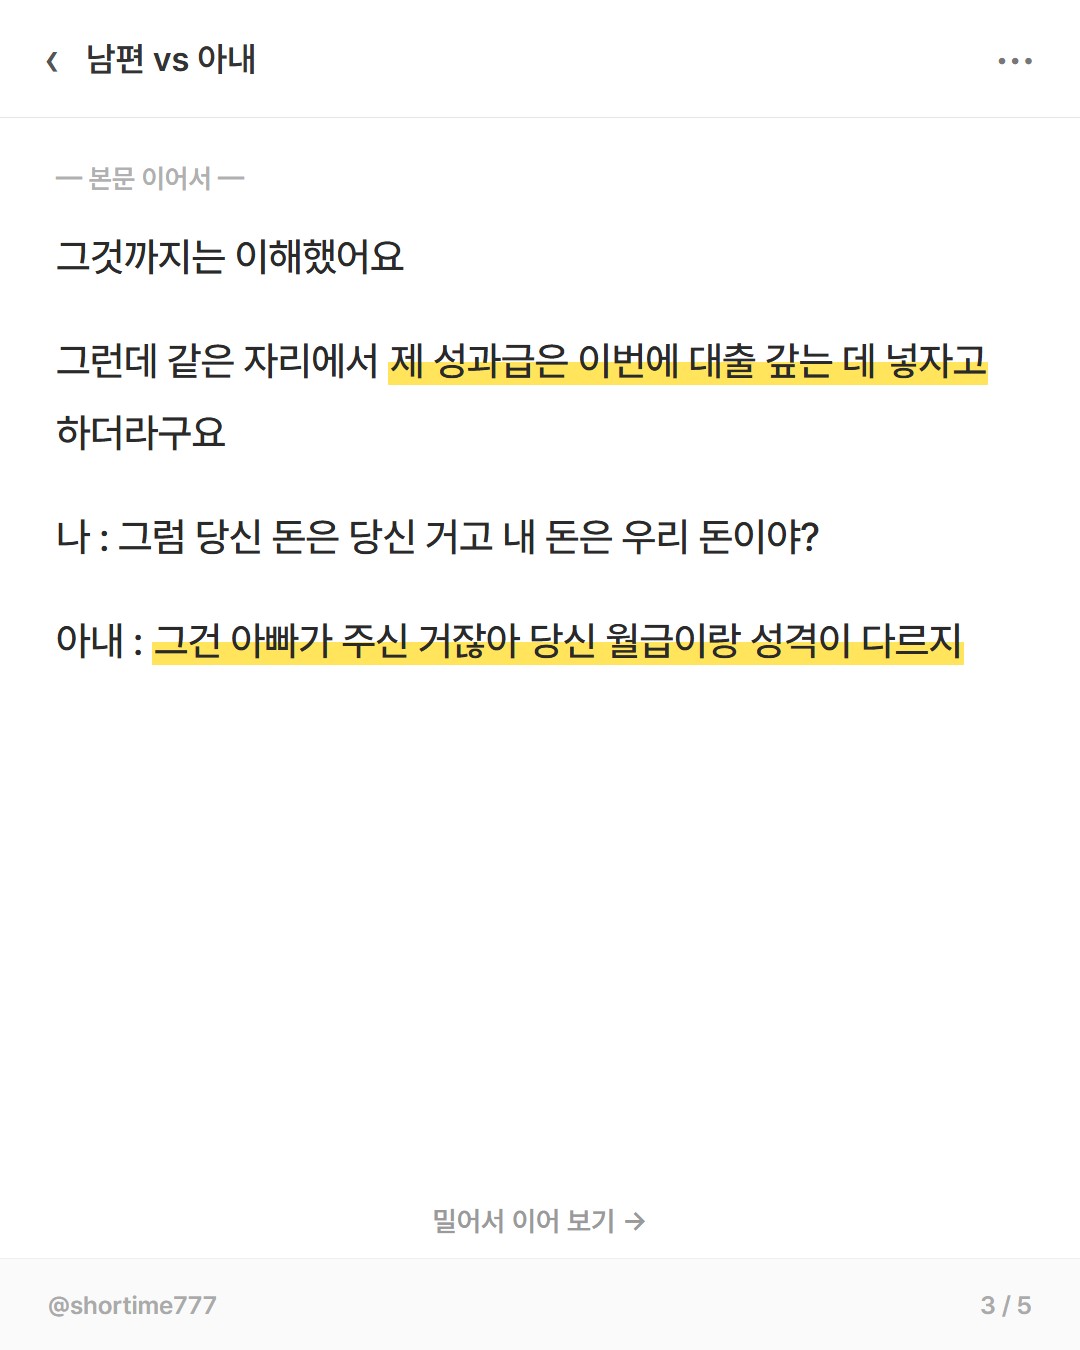 남편 vs 아내
— 본문 이어서 —
그것까지는 이해했어요
그런데 같은 자리에서 제 성과급은 이번에 대출 갚는 데 넣자고
하더라구요
나 : 그럼 당신 돈은 당신 거고 내 돈은 우리 돈이야?
아내 : 그건 아빠가 주신 거잖아 당신 월급이랑 성격이 다르지
밀어서 이어 보기 →
@shortime777
3 / 5